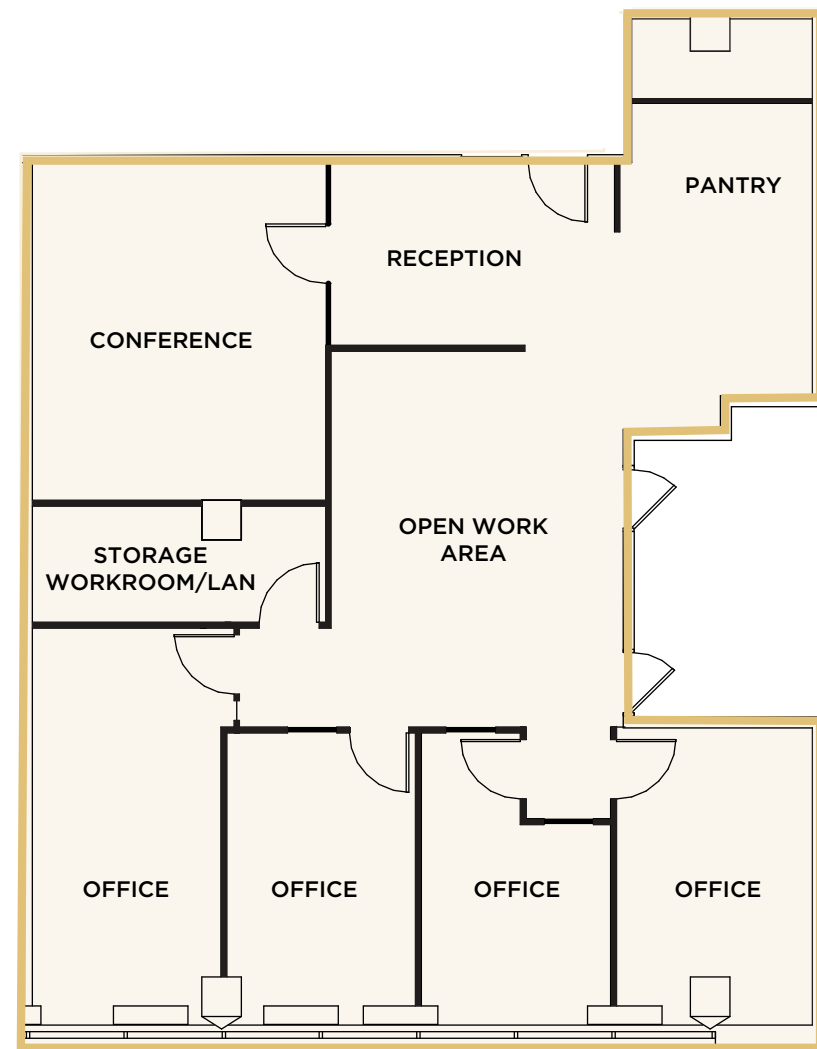 PANTRY
RECEPTION
CONFERENCE
OPEN WORK
AREA
STORAGE
WORKROOM/LAN
OFFICE
OFFICE
OFFICE
OFFICE